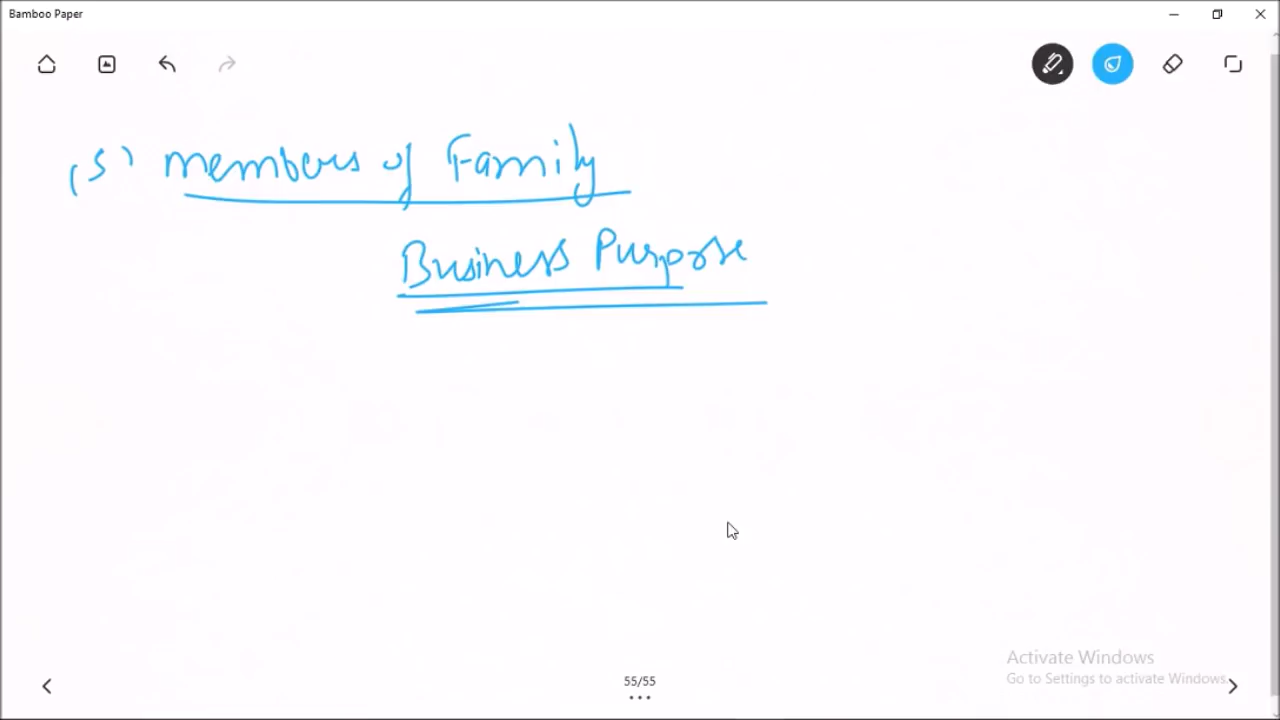 Bamboo Paper
(5) members of Family
Business Purpose
Activate Windows
Go to Settings to activate Windows.
55/55